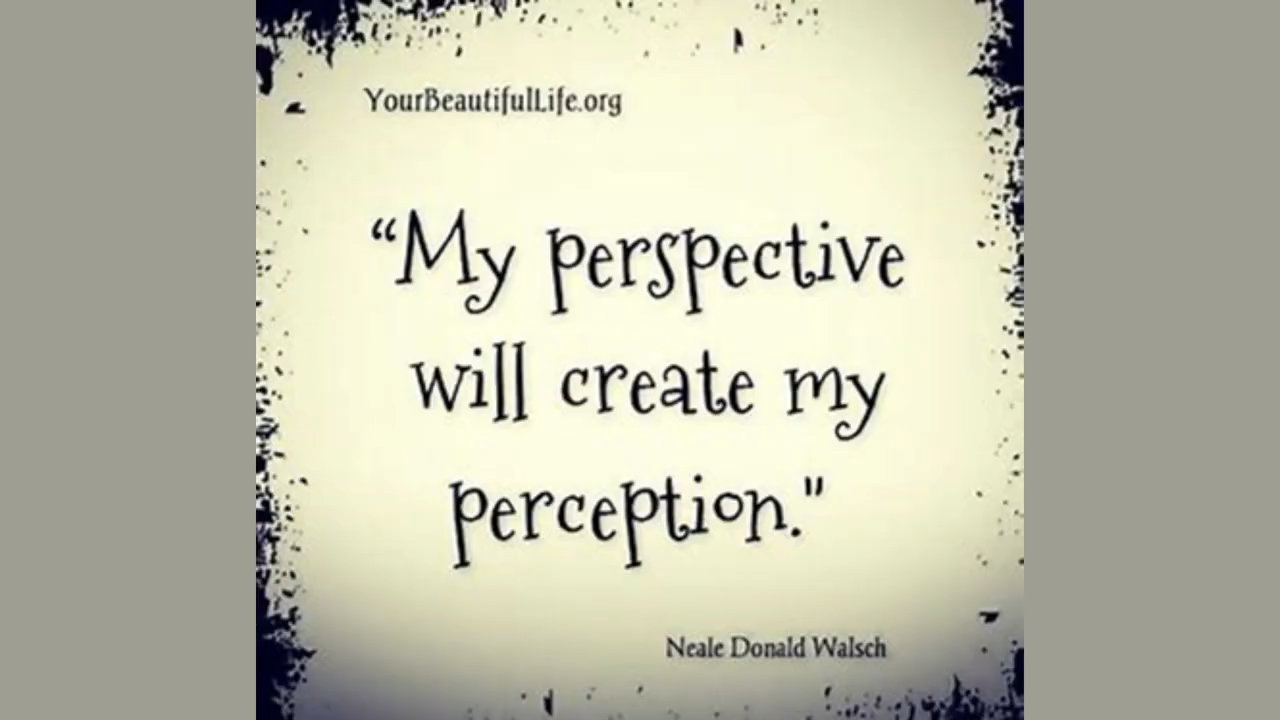 YourBeautifulLife.org
“My perspective
will create my
perception."
Neale Donald Walsch